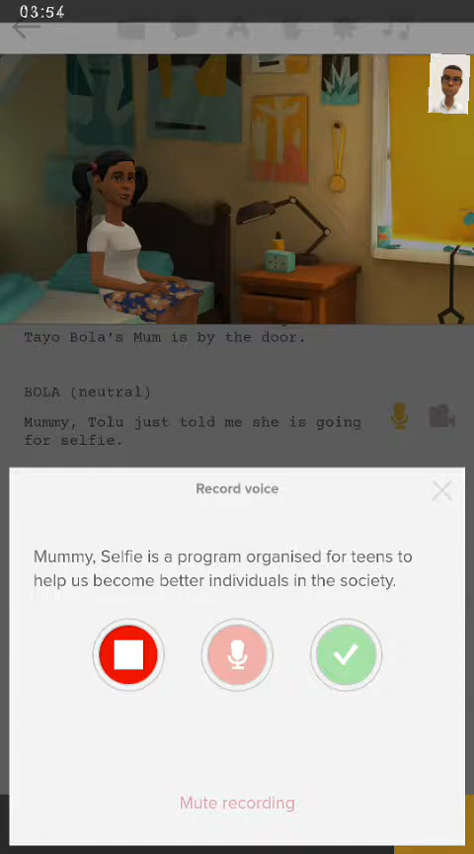 03:54
Tayo Bola's Mum is by the door.
BOLA (neutral)
Mummy, Tolu just told me she is going
for selfie.
Record voice
Mummy, Selfie is a program organised for teens to
help us become better individuals in the society.
Mute recording